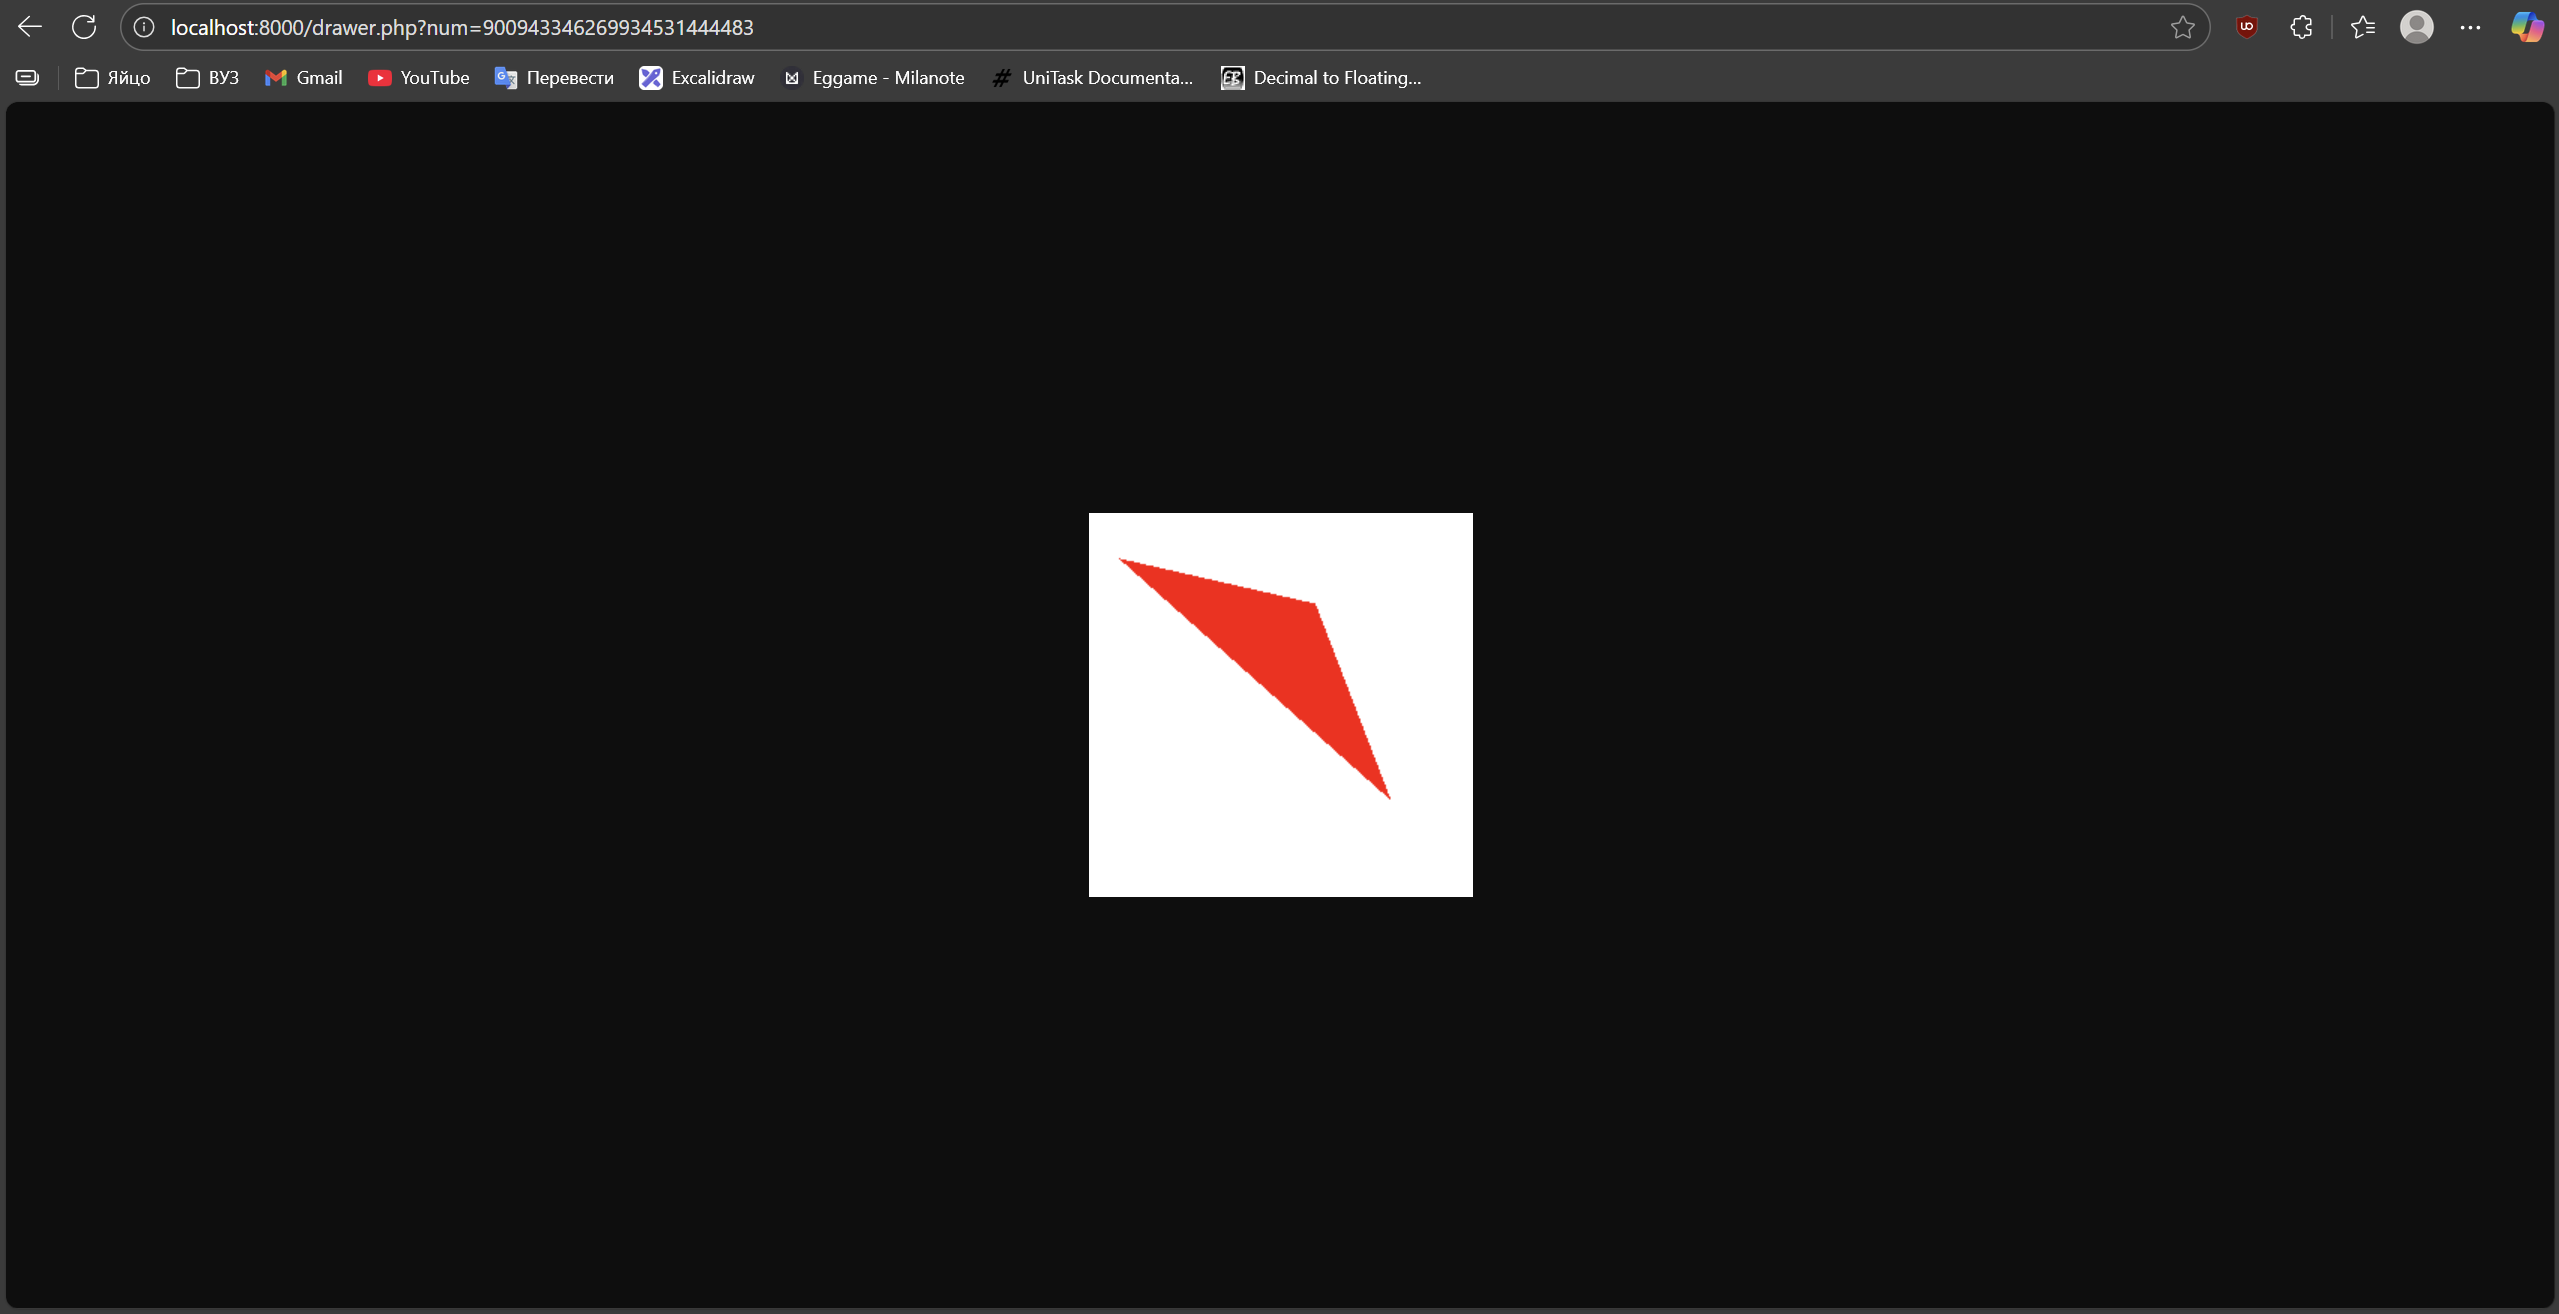 localhost:8000/drawer.php?num=900943346269934531444483
Яйцо ВУЗ Gmail YouTube Перевести Excalidraw Eggame - Milanote UniTask Documenta... Decimal to Floating...